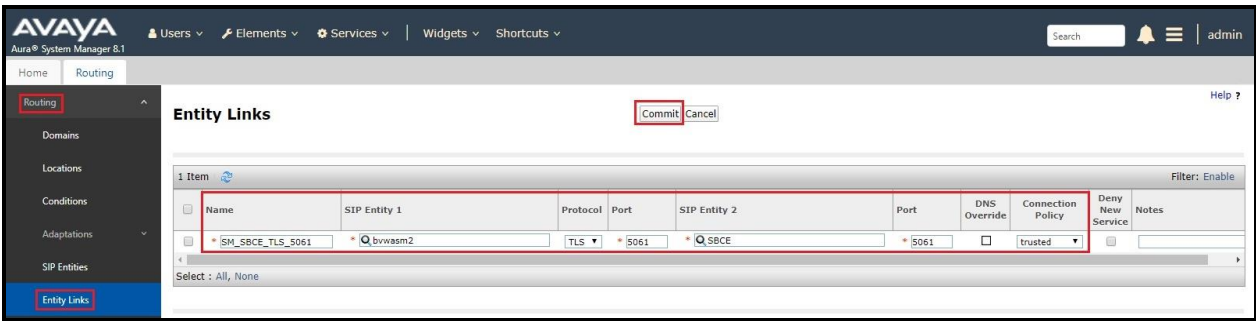 AVAYA
Aura® System Manager 8.1
Users Elements Services | Widgets Shortcuts Search admin
Home Routing
Routing
Domains
Locations
Conditions
Adaptations
SIP Entities
Entity Links
Help ?
Entity Links
Commit Cancel
1 Item Filter: Enable
Name SIP Entity 1 Protocol Port SIP Entity 2 Port DNS Override Connection Policy Deny New Service Notes
* SM_SBCE_TLS_5061 * bvwasm2 TLS * 5061 * SBCE * 5061 trusted
Select : All, None